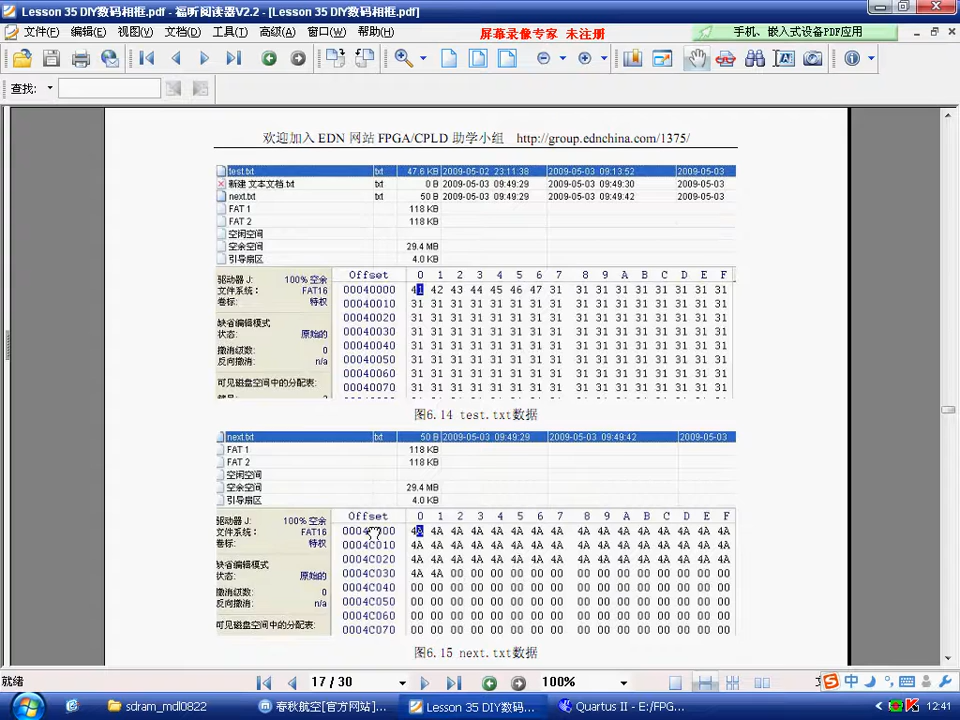 Lesson 35 DIY数码相框.pdf - 福昕阅读器V2.2 - [Lesson 35 DIY数码相框.pdf]
文件(F) 编辑(E) 视图(V) 文档(D) 工具(T) 高级(A) 窗口(W) 帮助(H)
屏幕录像专家 未注册
手机、嵌入式设备PDF应用
查找:
欢迎加入 EDN 网站 FPGA/CPLD 助学小组 http://group.ednchina.com/1375/
test.txt txt 47.6 KB 2009-05-02 23:11:38 2009-05-03 09:13:52 2009-05-03
新建 文本文档.txt txt 0 B 2009-05-03 09:49:29 2009-05-03 09:49:30 2009-05-03
next.txt txt 50 B 2009-05-03 09:49:29 2009-05-03 09:49:42 2009-05-03
FAT 1 118 KB
FAT 2 118 KB
空闲空间
空余空间 29.4 MB
引导扇区 4.0 KB
驱动器 J: 100% 空余
文件系统: FAT16
卷标: 特权
缺省编辑模式
状态: 原始的
撤消级数: 0
反向撤消: n/a
可见磁盘空间中的分配表:
Offset 0 1 2 3 4 5 6 7 8 9 A B C D E F
00040000 41 42 43 44 45 46 47 31 31 31 31 31 31 31 31 31
00040010 31 31 31 31 31 31 31 31 31 31 31 31 31 31 31 31
00040020 31 31 31 31 31 31 31 31 31 31 31 31 31 31 31 31
00040030 31 31 31 31 31 31 31 31 31 31 31 31 31 31 31 31
00040040 31 31 31 31 31 31 31 31 31 31 31 31 31 31 31 31
00040050 31 31 31 31 31 31 31 31 31 31 31 31 31 31 31 31
00040060 31 31 31 31 31 31 31 31 31 31 31 31 31 31 31 31
00040070 31 31 31 31 31 31 31 31 31 31 31 31 31 31 31 31
图6.14 test.txt数据
next.txt txt 50 B 2009-05-03 09:49:29 2009-05-03 09:49:42 2009-05-03
FAT 1 118 KB
FAT 2 118 KB
空闲空间
空余空间 29.4 MB
引导扇区 4.0 KB
驱动器 J: 100% 空余
文件系统: FAT16
卷标: 特权
缺省编辑模式
状态: 原始的
撤消级数: 0
反向撤消: n/a
可见磁盘空间中的分配表:
Offset 0 1 2 3 4 5 6 7 8 9 A B C D E F
0004C000 4A 4A 4A 4A 4A 4A 4A 4A 4A 4A 4A 4A 4A 4A 4A 4A
0004C010 4A 4A 4A 4A 4A 4A 4A 4A 4A 4A 4A 4A 4A 4A 4A 4A
0004C020 4A 4A 4A 4A 4A 4A 4A 4A 4A 4A 4A 4A 4A 4A 4A 4A
0004C030 4A 4A 00 00 00 00 00 00 00 00 00 00 00 00 00 00
0004C040 00 00 00 00 00 00 00 00 00 00 00 00 00 00 00 00
0004C050 00 00 00 00 00 00 00 00 00 00 00 00 00 00 00 00
0004C060 00 00 00 00 00 00 00 00 00 00 00 00 00 00 00 00
0004C070 00 00 00 00 00 00 00 00 00 00 00 00 00 00 00 00
图6.15 next.txt数据
就绪
17 / 30
100%
中
sdram_mdl0822
春秋航空[官方网站]...
Lesson 35 DIY数码...
Quartus II - E:/FPG...
12:41